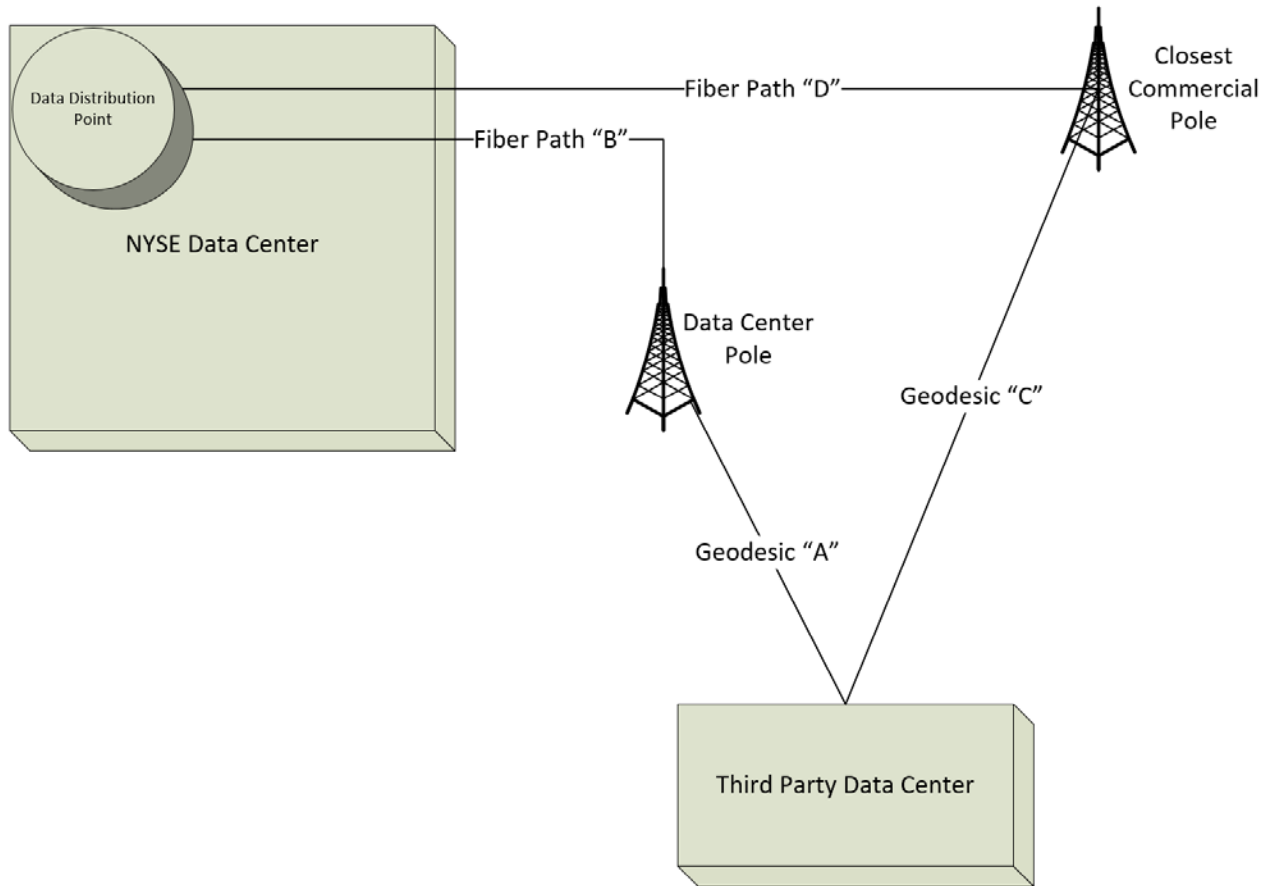 Data Distribution
Point
Fiber Path “D”
Closest
Commercial
Pole
Fiber Path “B”
NYSE Data Center
Data Center
Pole
Geodesic “C”
Geodesic “A”
Third Party Data Center